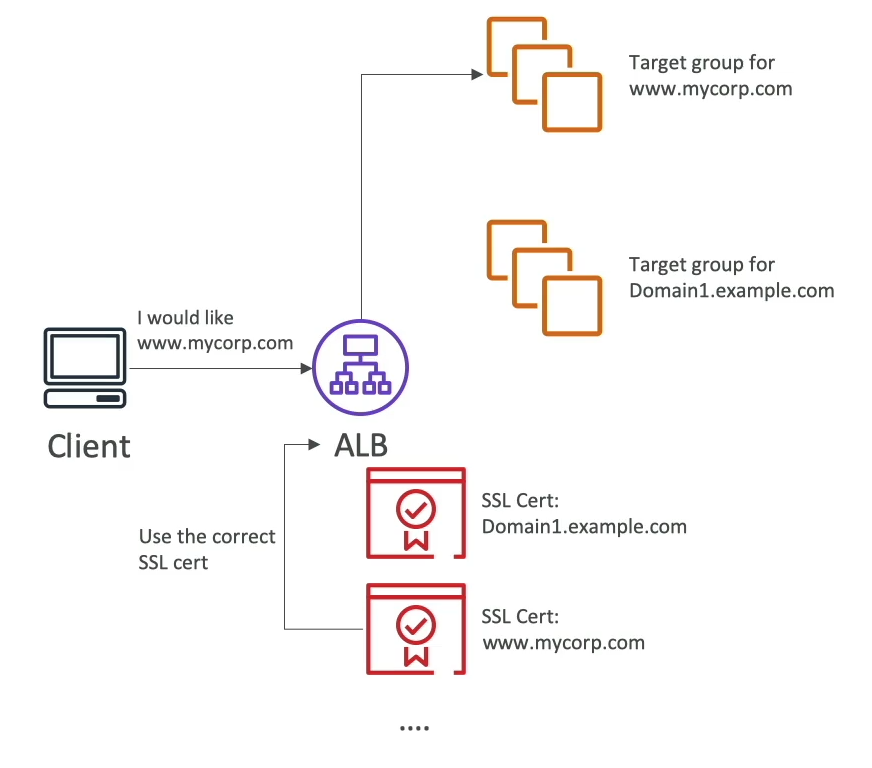 Target group for
www.mycorp.com
Target group for
Domain1.example.com
I would like
www.mycorp.com
Client
ALB
SSL Cert:
Domain1.example.com
Use the correct
SSL cert
SSL Cert:
www.mycorp.com
....